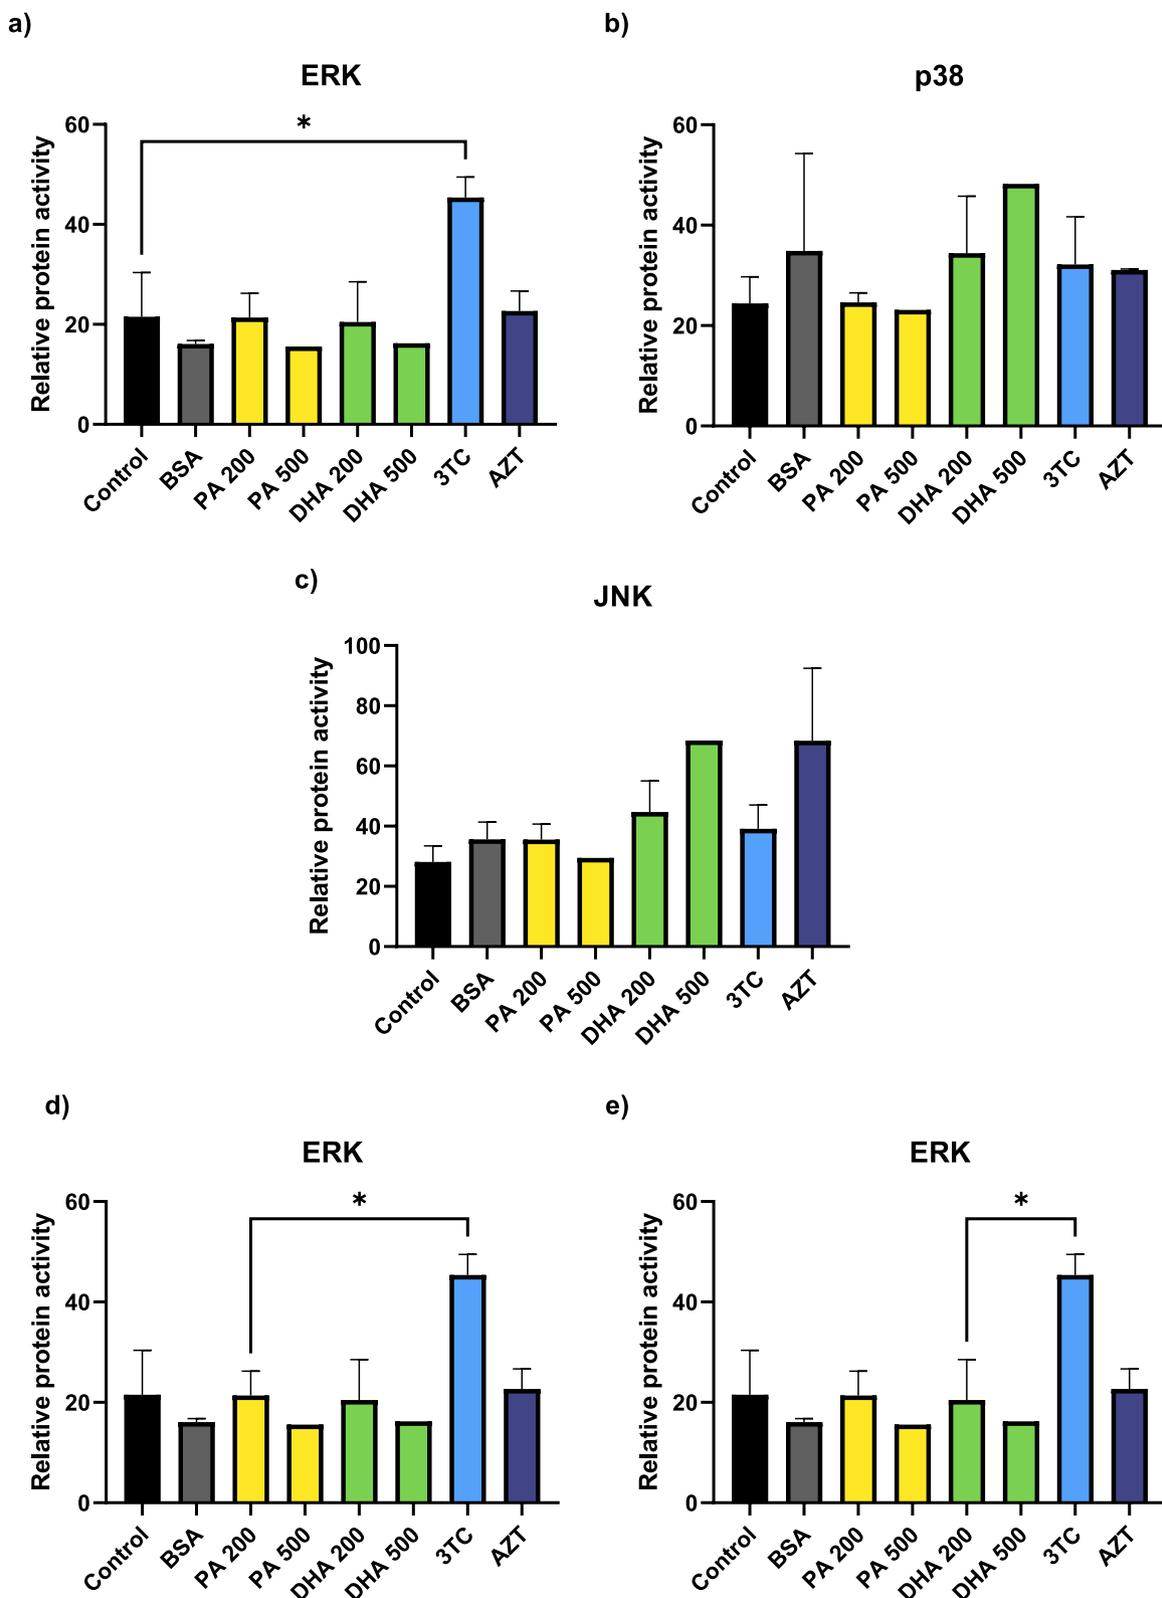 a)
ERK
*
Relative protein activity
60
40
20
0
Control
BSA
PA 200
PA 500
DHA 200
DHA 500
3TC
AZT
b)
p38
Relative protein activity
60
40
20
0
Control
BSA
PA 200
PA 500
DHA 200
DHA 500
3TC
AZT
c)
JNK
Relative protein activity
100
80
60
40
20
0
Control
BSA
PA 200
PA 500
DHA 200
DHA 500
3TC
AZT
d)
ERK
*
Relative protein activity
60
40
20
0
Control
BSA
PA 200
PA 500
DHA 200
DHA 500
3TC
AZT
e)
ERK
*
Relative protein activity
60
40
20
0
Control
BSA
PA 200
PA 500
DHA 200
DHA 500
3TC
AZT